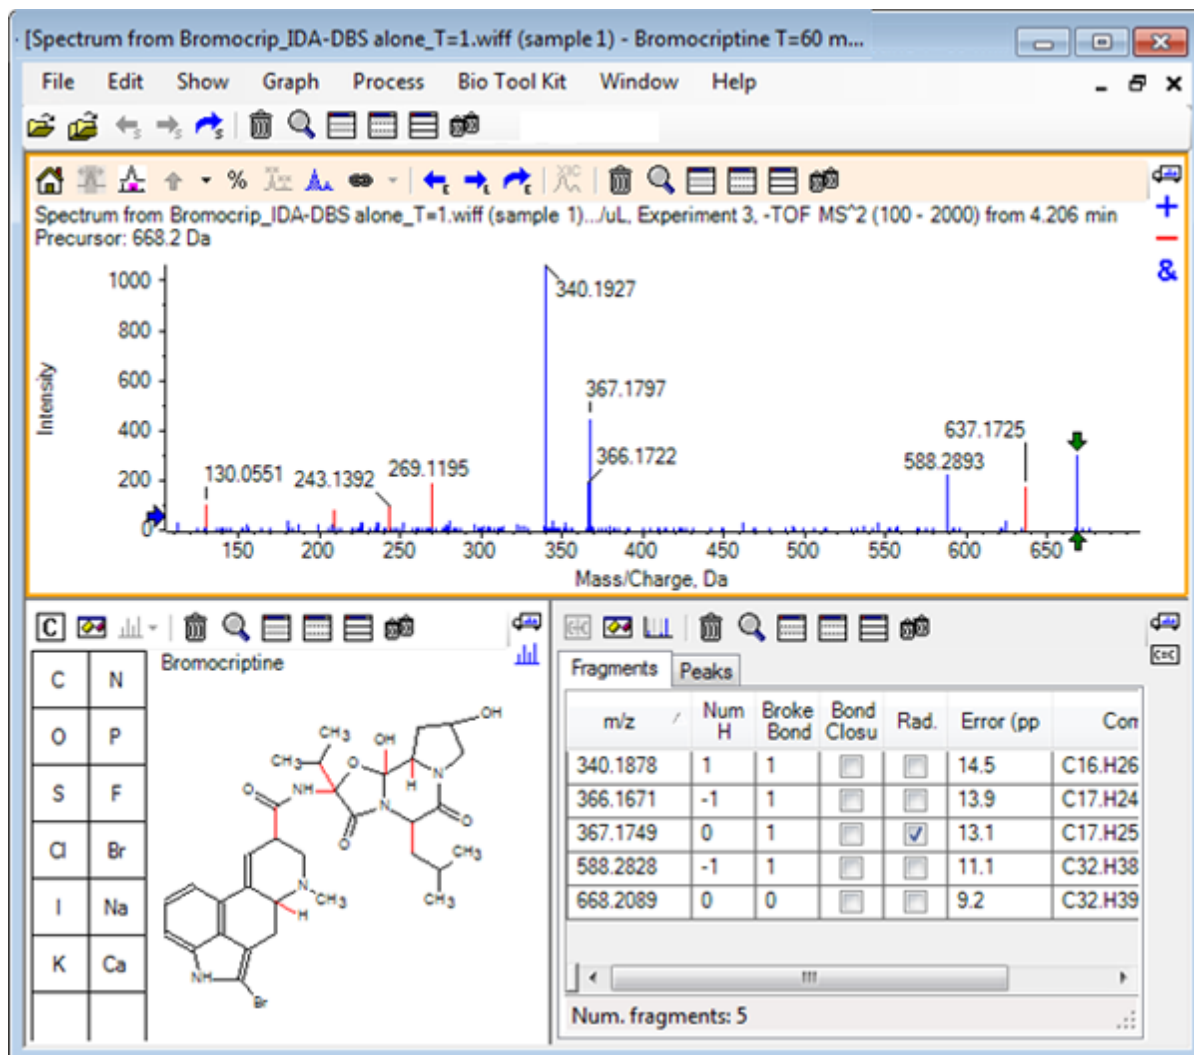 [Spectrum from Bromocrip_IDA-DBS alone_T=1.wiff (sample 1) - Bromocriptine T=60 m...
File Edit Show Graph Process Bio Tool Kit Window Help
Spectrum from Bromocrip_IDA-DBS alone_T=1.wiff (sample 1).../uL, Experiment 3, -TOF MS^2 (100 - 2000) from 4.206 min
Precursor: 668.2 Da
Intensity
1000
800
600
400
200
0
340.1927
367.1797
366.1722
637.1725
588.2893
130.0551
243.1392
269.1195
150 200 250 300 350 400 450 500 550 600 650
Mass/Charge, Da
C N
O P
S F
Cl Br
I Na
K Ca
Bromocriptine
OH
CH3
OH
CH3
O
H
N
O
NH
N
O
O
O
CH3
CH3
N
CH3
H
NH
Br
Fragments Peaks
m/z Num H Broke Bond Bond Closu Rad. Error (pp Con
340.1878 1 1 14.5 C16.H26
366.1671 -1 1 13.9 C17.H24
367.1749 0 1 13.1 C17.H25
588.2828 -1 1 11.1 C32.H38
668.2089 0 0 9.2 C32.H39
Num. fragments: 5